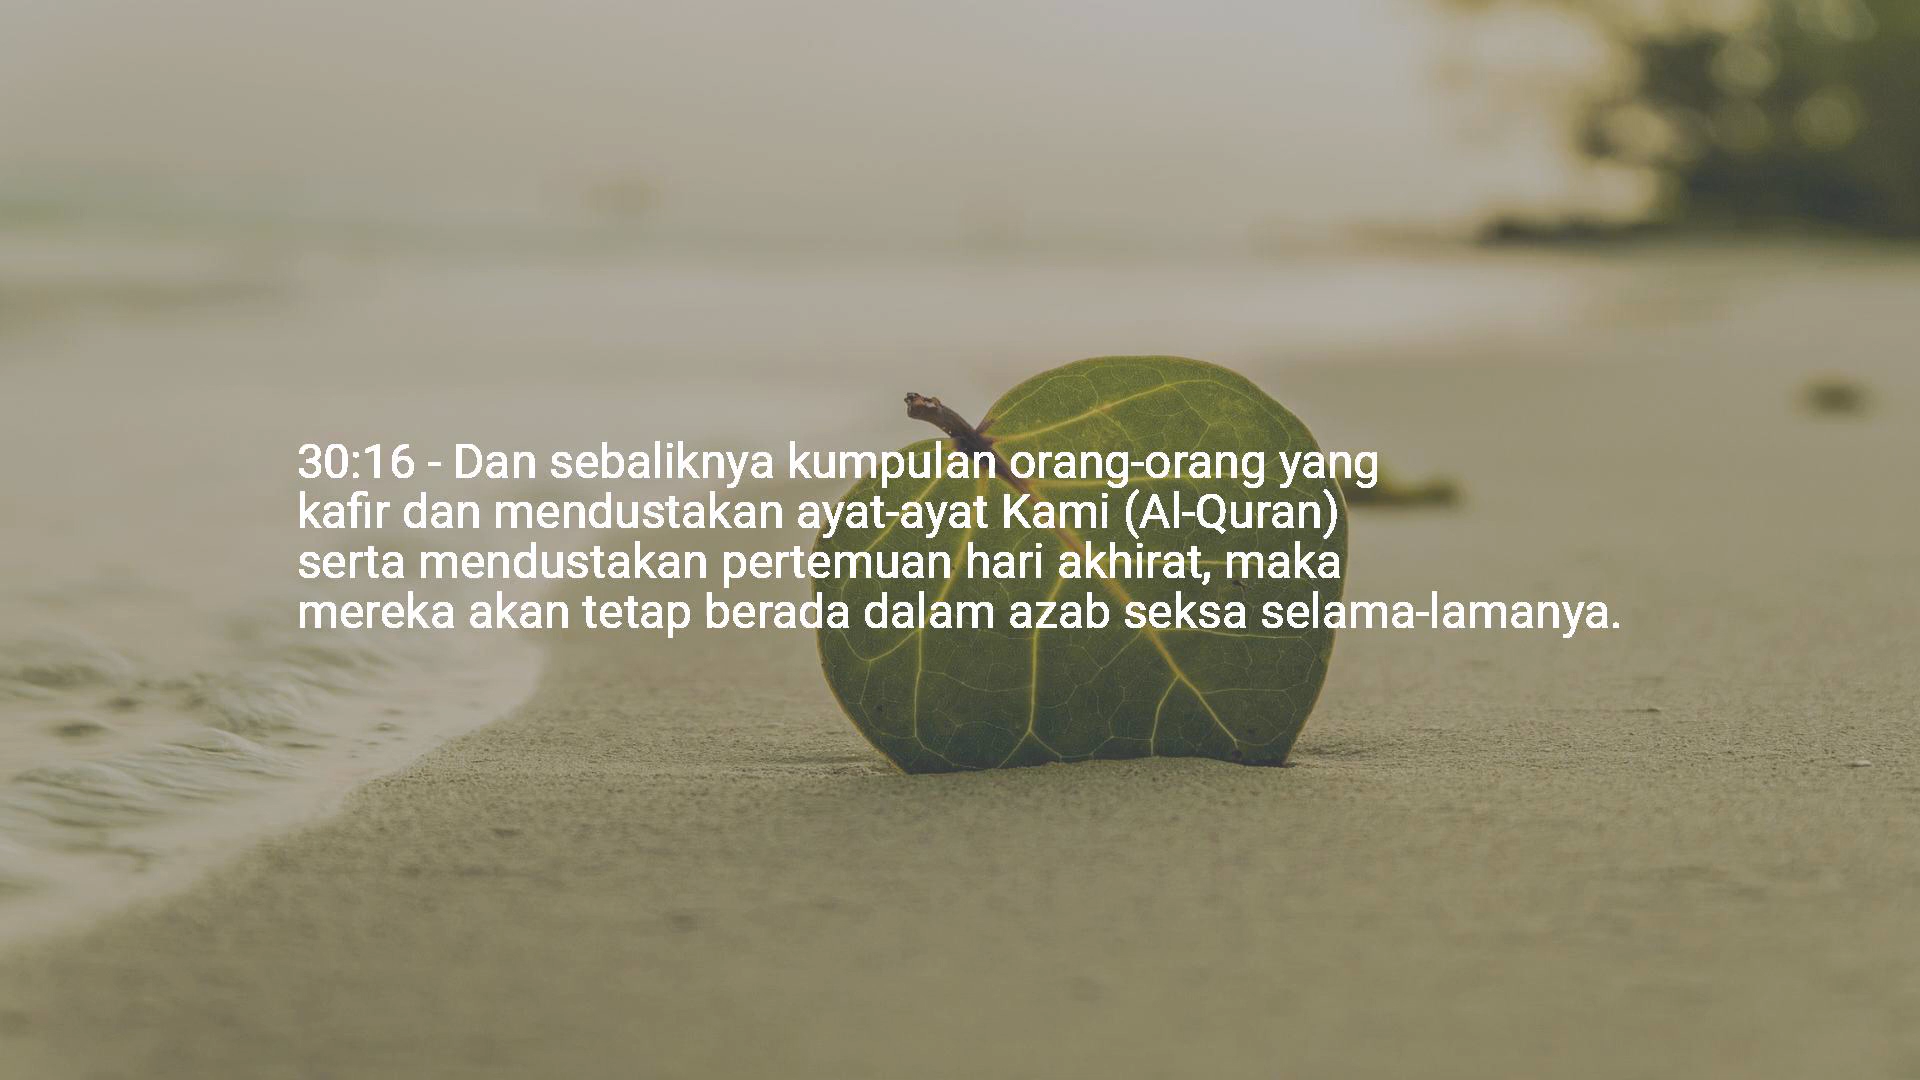 30:16 - Dan sebaliknya kumpulan orang-orang yang
kafir dan mendustakan ayat-ayat Kami (Al-Quran)
serta mendustakan pertemuan hari akhirat, maka
mereka akan tetap berada dalam azab seksa selama-lamanya.